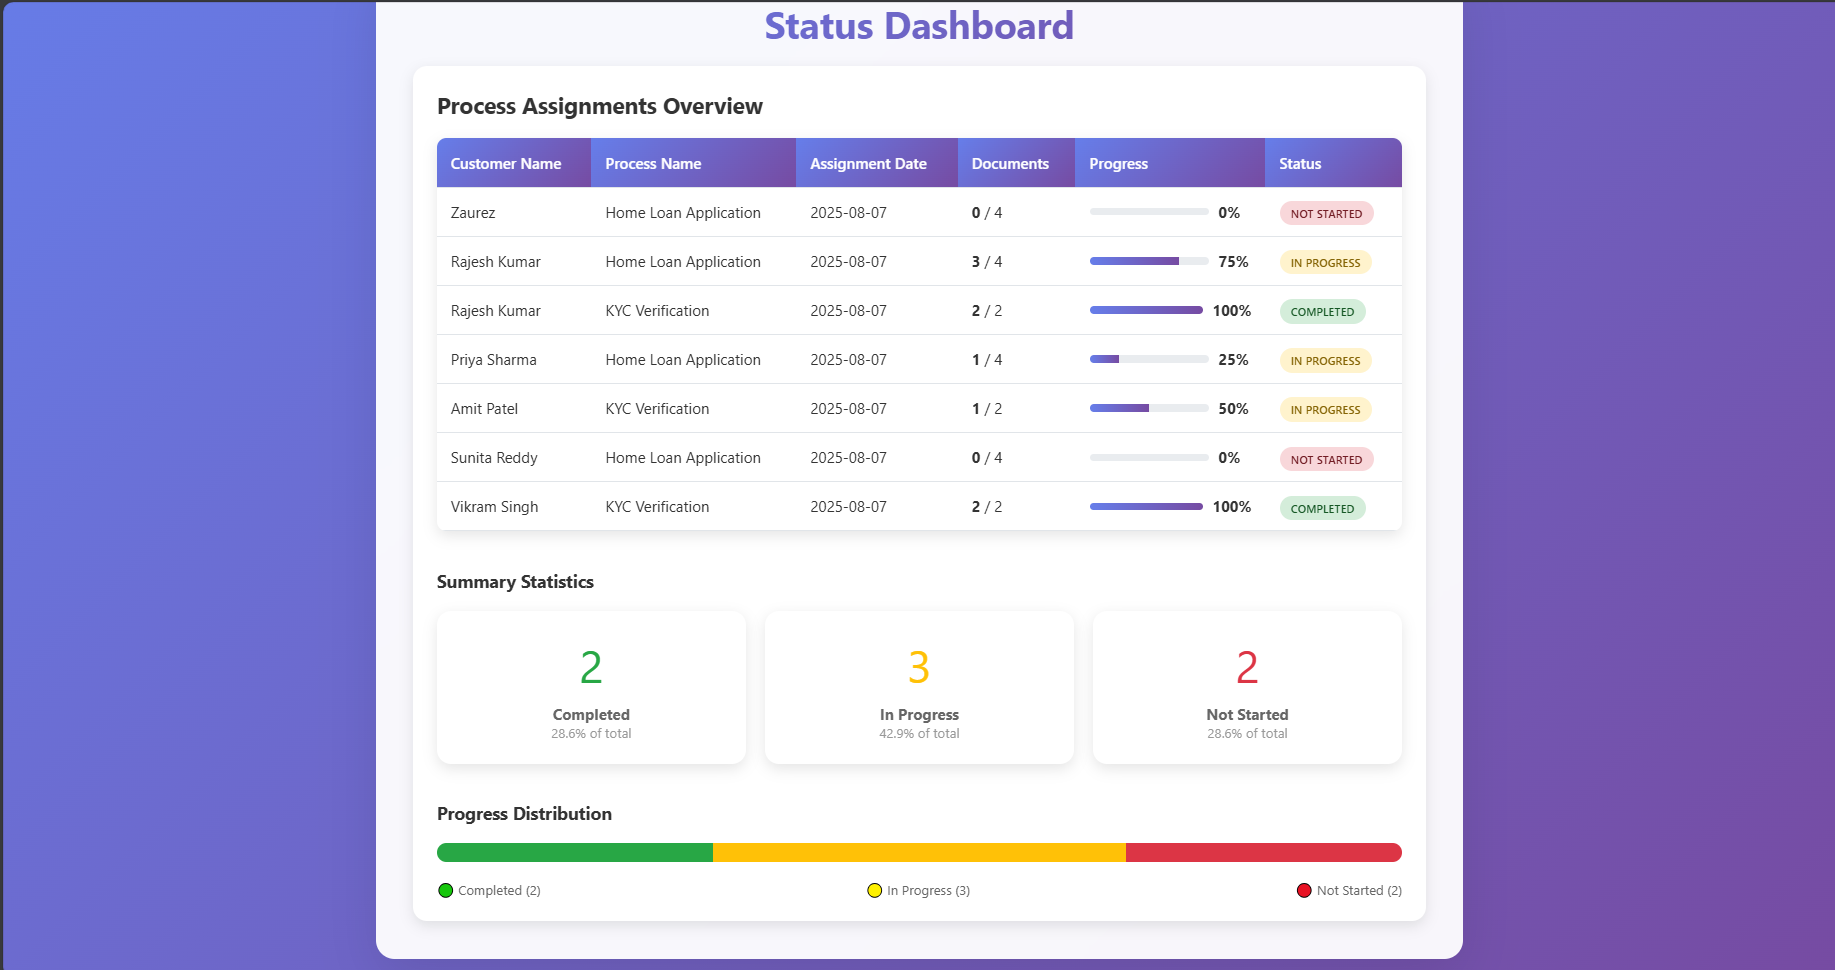 Status Dashboard
Process Assignments Overview
Customer Name Process Name Assignment Date Documents Progress Status
Zaurez Home Loan Application 2025-08-07 0 / 4 0% NOT STARTED
Rajesh Kumar Home Loan Application 2025-08-07 3 / 4 75% IN PROGRESS
Rajesh Kumar KYC Verification 2025-08-07 2 / 2 100% COMPLETED
Priya Sharma Home Loan Application 2025-08-07 1 / 4 25% IN PROGRESS
Amit Patel KYC Verification 2025-08-07 1 / 2 50% IN PROGRESS
Sunita Reddy Home Loan Application 2025-08-07 0 / 4 0% NOT STARTED
Vikram Singh KYC Verification 2025-08-07 2 / 2 100% COMPLETED
Summary Statistics
2 3 2
Completed In Progress Not Started
28.6% of total 42.9% of total 28.6% of total
Progress Distribution
Completed (2) In Progress (3) Not Started (2)